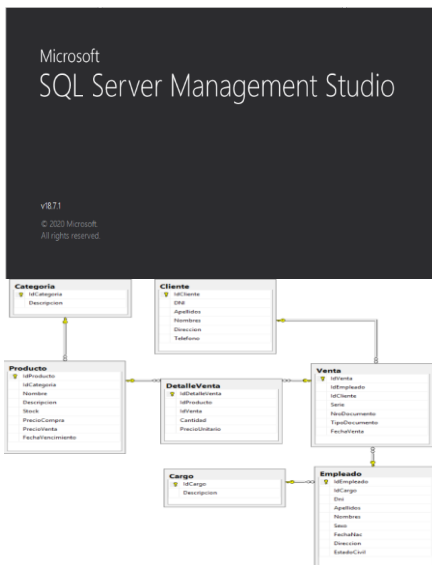 Microsoft
SQL Server Management Studio
v18.7.1
© 2020 Microsoft.
All rights reserved.
Categoria
IdCategoria
Descripcion
Cliente
IdCliente
DNI
Apellidos
Nombres
Direccion
Telefono
Producto
IdProducto
IdCategoria
Nombre
Descripcion
Stock
PrecioCompra
PrecioVenta
FechaVencimiento
DetalleVenta
IdDetalleVenta
IdProducto
IdVenta
Cantidad
PrecioUnitario
Venta
IdVenta
IdEmpleado
IdCliente
Serie
NroDocumento
TipoDocumento
FechaVenta
Cargo
IdCargo
Descripcion
Empleado
IdEmpleado
IdCargo
Dni
Apellidos
Nombres
Sexo
FechaNac
Direccion
EstadoCivil